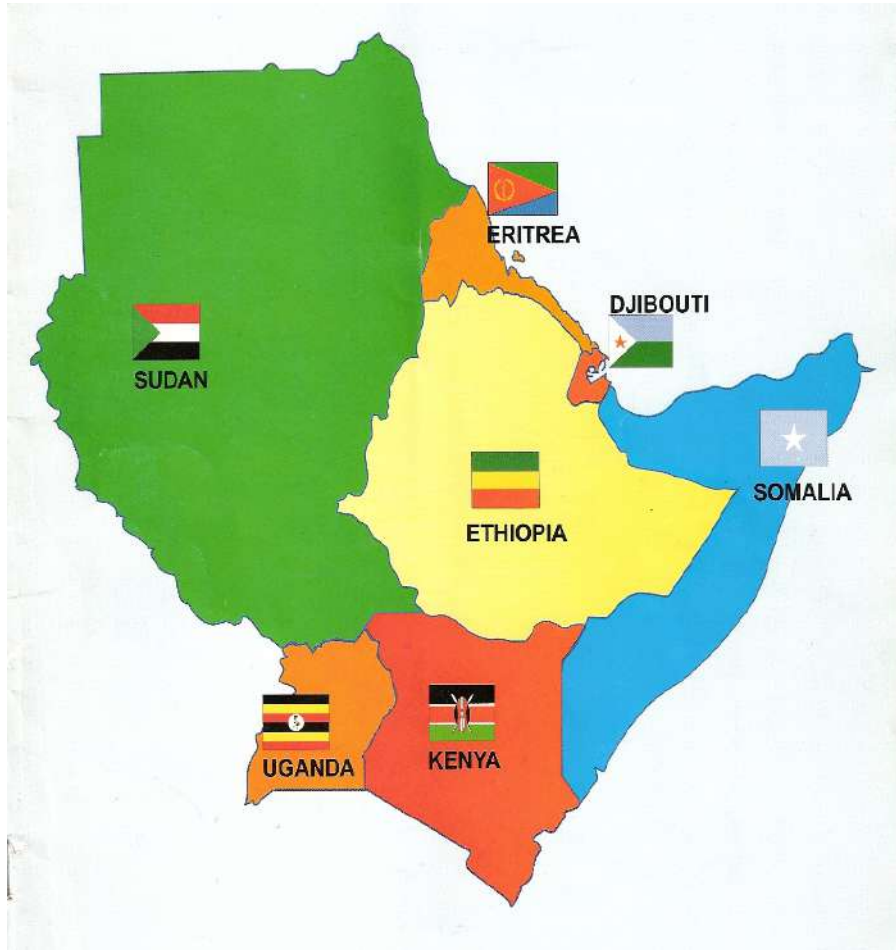 ERITREA
DJIBOUTI
SUDAN
SOMALIA
ETHIOPIA
KENYA
UGANDA